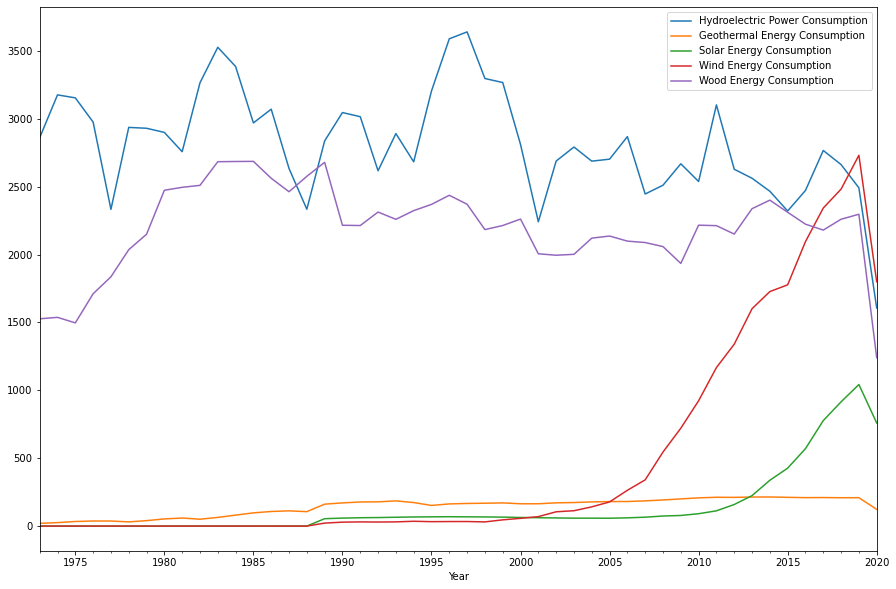 Hydroelectric Power Consumption
Geothermal Energy Consumption
Solar Energy Consumption
Wind Energy Consumption
Wood Energy Consumption
3500
3000
2500
2000
1500
1000
500
0
1975 1980 1985 1990 1995 2000 2005 2010 2015 2020
Year